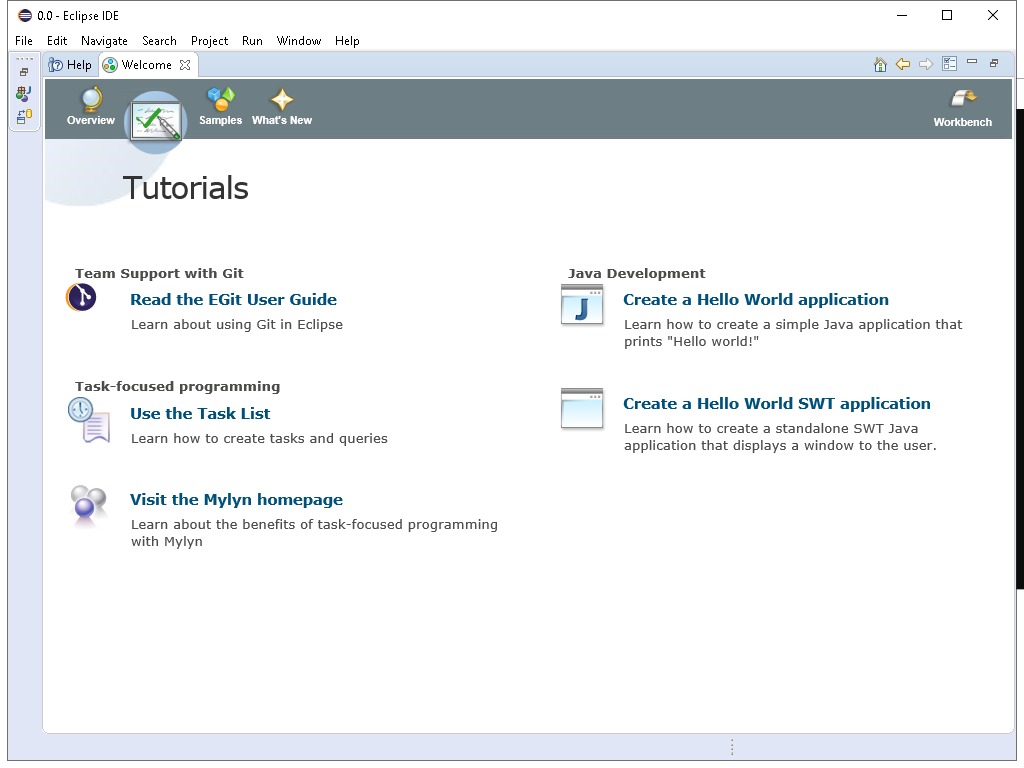 0.0 - Eclipse IDE
File Edit Navigate Search Project Run Window Help
Help Welcome
Overview Samples What's New Workbench
Tutorials
Team Support with Git
Read the EGit User Guide
Learn about using Git in Eclipse
Task-focused programming
Use the Task List
Learn how to create tasks and queries
Visit the Mylyn homepage
Learn about the benefits of task-focused programming
with Mylyn
Java Development
Create a Hello World application
Learn how to create a simple Java application that
prints "Hello world!"
Create a Hello World SWT application
Learn how to create a standalone SWT Java
application that displays a window to the user.